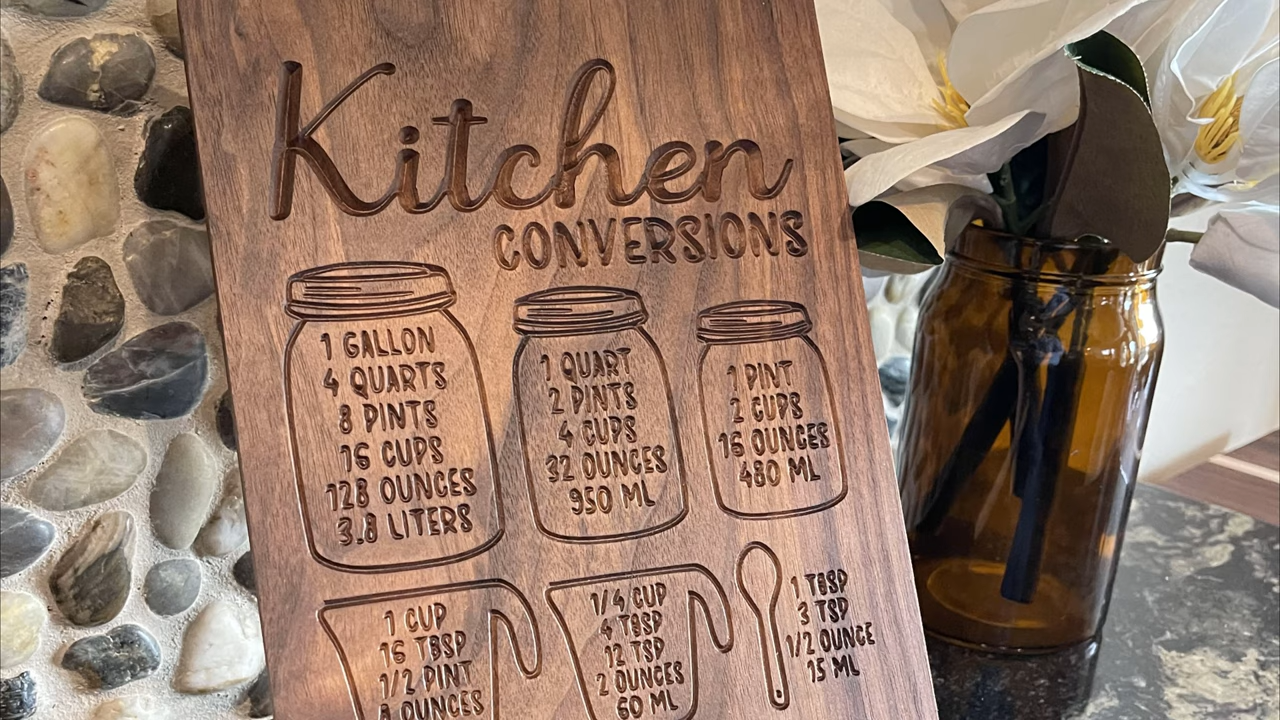 Kitchen
CONVERSIONS
1 GALLON
4 QUARTS
8 PINTS
16 CUPS
128 OUNCES
3.8 LITERS
1 QUART
2 PINTS
4 CUPS
32 OUNCES
950 ML
1 PINT
2 CUPS
16 OUNCES
480 ML
1 CUP
16 TBSP
1/2 PINT
8 OUNCES
1/4 CUP
4 TBSP
12 TSP
2 OUNCES
60 ML
1 TBSP
3 TSP
1/2 OUNCE
15 ML